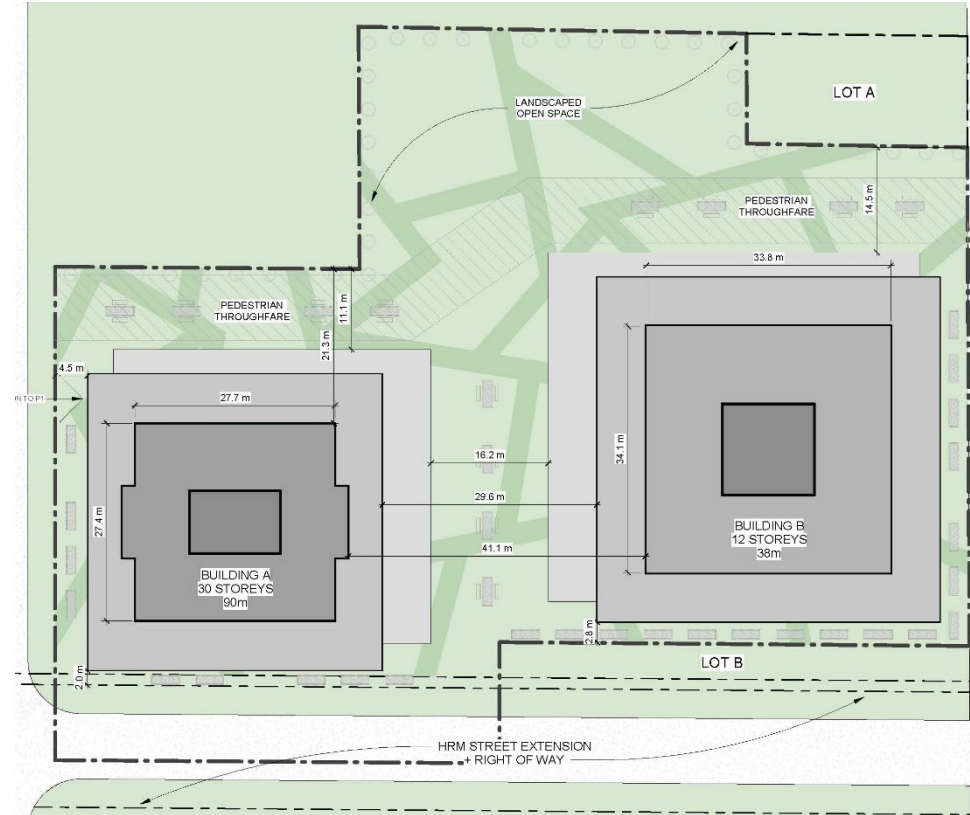 LOT A
LANDSCAPED
OPEN SPACE
PEDESTRIAN
THROUGHFARE
14.5 m
33.8 m
PEDESTRIAN
THROUGHFARE
11.1 m
21.3 m
4.5 m
27.7 m
34.1 m
16.2 m
29.6 m
27.4 m
41.1 m
BUILDING B
12 STOREYS
38m
BUILDING A
30 STOREYS
90m
2.8 m
LOT B
2.0 m
HRM STREET EXTENSION
+ RIGHT OF WAY